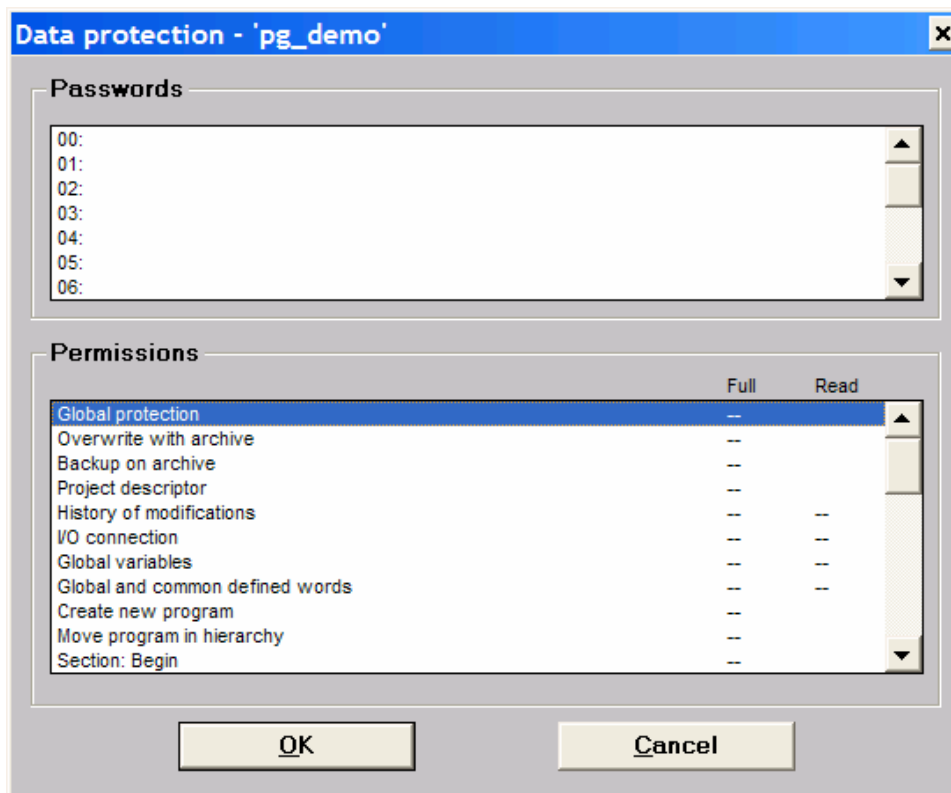 Data protection - 'pg_demo'
Passwords
00:
01:
02:
03:
04:
05:
06:
Permissions
Full Read
Global protection --
Overwrite with archive --
Backup on archive --
Project descriptor --
History of modifications -- --
I/O connection -- --
Global variables -- --
Global and common defined words -- --
Create new program --
Move program in hierarchy --
Section: Begin --
OK Cancel